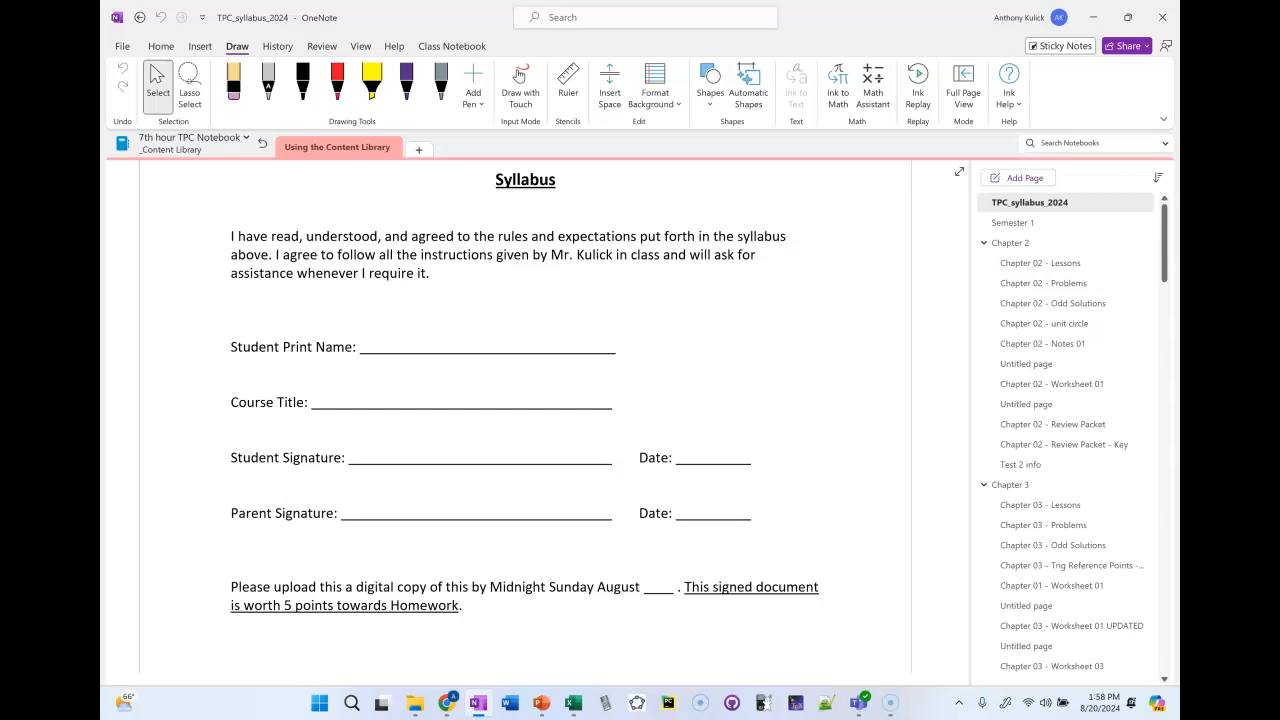 TPC_syllabus_2024 - OneNote
Search
Anthony Kulick
AK
File Home Insert Draw History Review View Help Class Notebook
Sticky Notes
Share
Select
Lasso Select
Add Pen
Draw with Touch
Ruler
Insert Space
Format Background
Shapes
Automatic Shapes
Ink to Text
Ink to Math
Math Assistant
Ink Replay
Full Page View
Ink Help
Undo Selection Drawing Tools Input Mode Stencils Edit Shapes Text Math Replay Mode Help
7th hour TPC Notebook
_Content Library
Using the Content Library
+
Search Notebooks
Syllabus
I have read, understood, and agreed to the rules and expectations put forth in the syllabus
above. I agree to follow all the instructions given by Mr. Kulick in class and will ask for
assistance whenever I require it.
Student Print Name: __________________________________
Course Title: ________________________________________
Student Signature: ___________________________________ Date: __________
Parent Signature: ____________________________________ Date: __________
Please upload this a digital copy of this by Midnight Sunday August ____ . This signed document
is worth 5 points towards Homework.
Add Page
TPC_syllabus_2024
Semester 1
Chapter 2
Chapter 02 - Lessons
Chapter 02 - Problems
Chapter 02 - Odd Solutions
Chapter 02 - unit circle
Chapter 02 - Notes 01
Untitled page
Chapter 02 - Worksheet 01
Untitled page
Chapter 02 - Review Packet
Chapter 02 - Review Packet - Key
Test 2 info
Chapter 3
Chapter 03 - Lessons
Chapter 03 - Problems
Chapter 03 - Odd Solutions
Chapter 03 - Trig Reference Points -...
Chapter 01 - Worksheet 01
Untitled page
Chapter 03 - Worksheet 01 UPDATED
Untitled page
Chapter 03 - Worksheet 03
66°
1:58 PM
8/20/2024